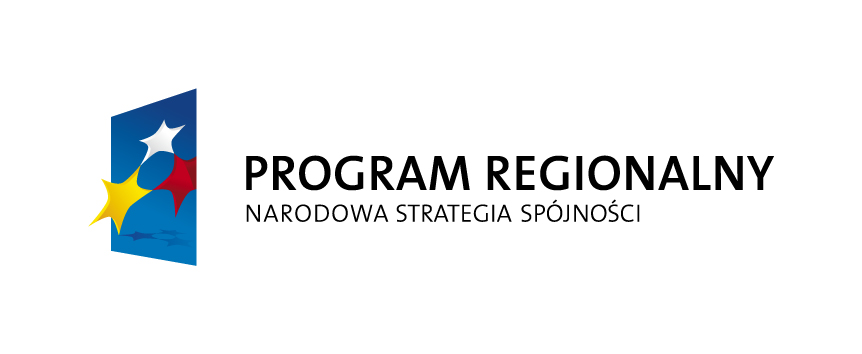 PROGRAM REGIONALNY
NARODOWA STRATEGIA SPÓJNOŚCI